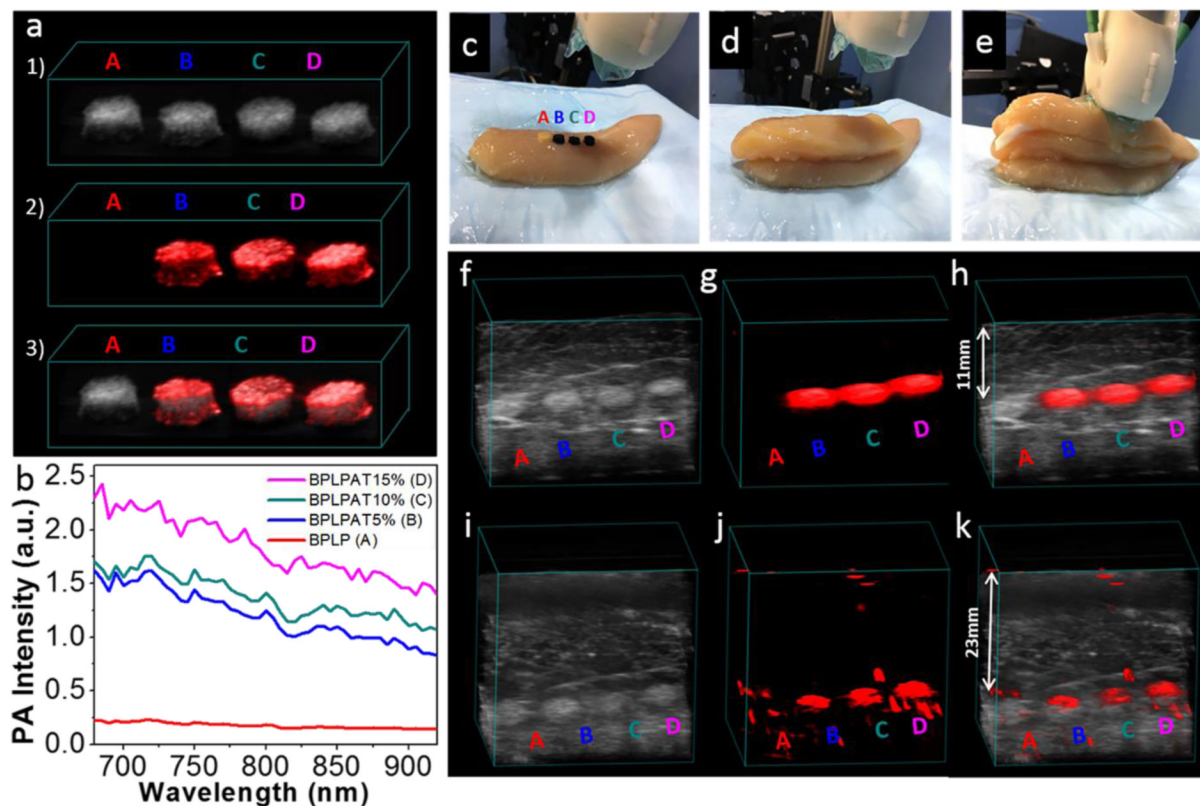 a
A B C D
1)
A B C D
2)
A B C D
3)
b
2.5
2.0
1.5
1.0
0.5
0.0
PA Intensity (a.u.)
BPLPAT15% (D)
BPLPAT10% (C)
BPLPAT5% (B)
BPLP (A)
700 750 800 850 900
Wavelength (nm)
c
A B C D
d
e
f
A B C D
g
A B C D
h
11mm
A B C D
i
A B C D
j
A B C D
k
23mm
A B C D